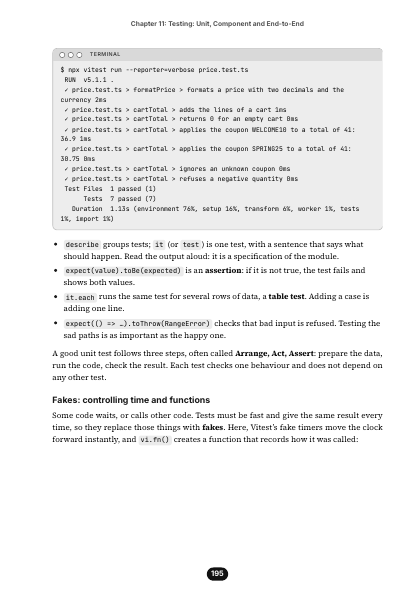 Chapter 11: Testing: Unit, Component and End-to-End
TERMINAL
$ npx vitest run --reporter=verbose price.test.ts
RUN v5.1.1 .
✓ price.test.ts > formatPrice > formats a price with two decimals and the
currency 2ms
✓ price.test.ts > cartTotal > adds the lines of a cart 1ms
✓ price.test.ts > cartTotal > returns 0 for an empty cart 0ms
✓ price.test.ts > cartTotal > applies the coupon WELCOME10 to a total of 41:
36.9 1ms
✓ price.test.ts > cartTotal > applies the coupon SPRING25 to a total of 41:
30.75 0ms
✓ price.test.ts > cartTotal > ignores an unknown coupon 0ms
✓ price.test.ts > cartTotal > refuses a negative quantity 0ms
Test Files 1 passed (1)
Tests 7 passed (7)
Duration 1.13s (environment 76%, setup 16%, transform 6%, worker 1%, tests
1%, import 1%)
• describe groups tests; it (or test) is one test, with a sentence that says what
should happen. Read the output aloud: it is a specification of the module.
• expect(value).toBe(expected) is an assertion: if it is not true, the test fails and
shows both values.
• it.each runs the same test for several rows of data, a table test. Adding a case is
adding one line.
• expect(() => …).toThrow(RangeError) checks that bad input is refused. Testing the
sad paths is as important as the happy one.
A good unit test follows three steps, often called Arrange, Act, Assert: prepare the data,
run the code, check the result. Each test checks one behaviour and does not depend on
any other test.
Fakes: controlling time and functions
Some code waits, or calls other code. Tests must be fast and give the same result every
time, so they replace those things with fakes. Here, Vitest's fake timers move the clock
forward instantly, and vi.fn() creates a function that records how it was called:
195